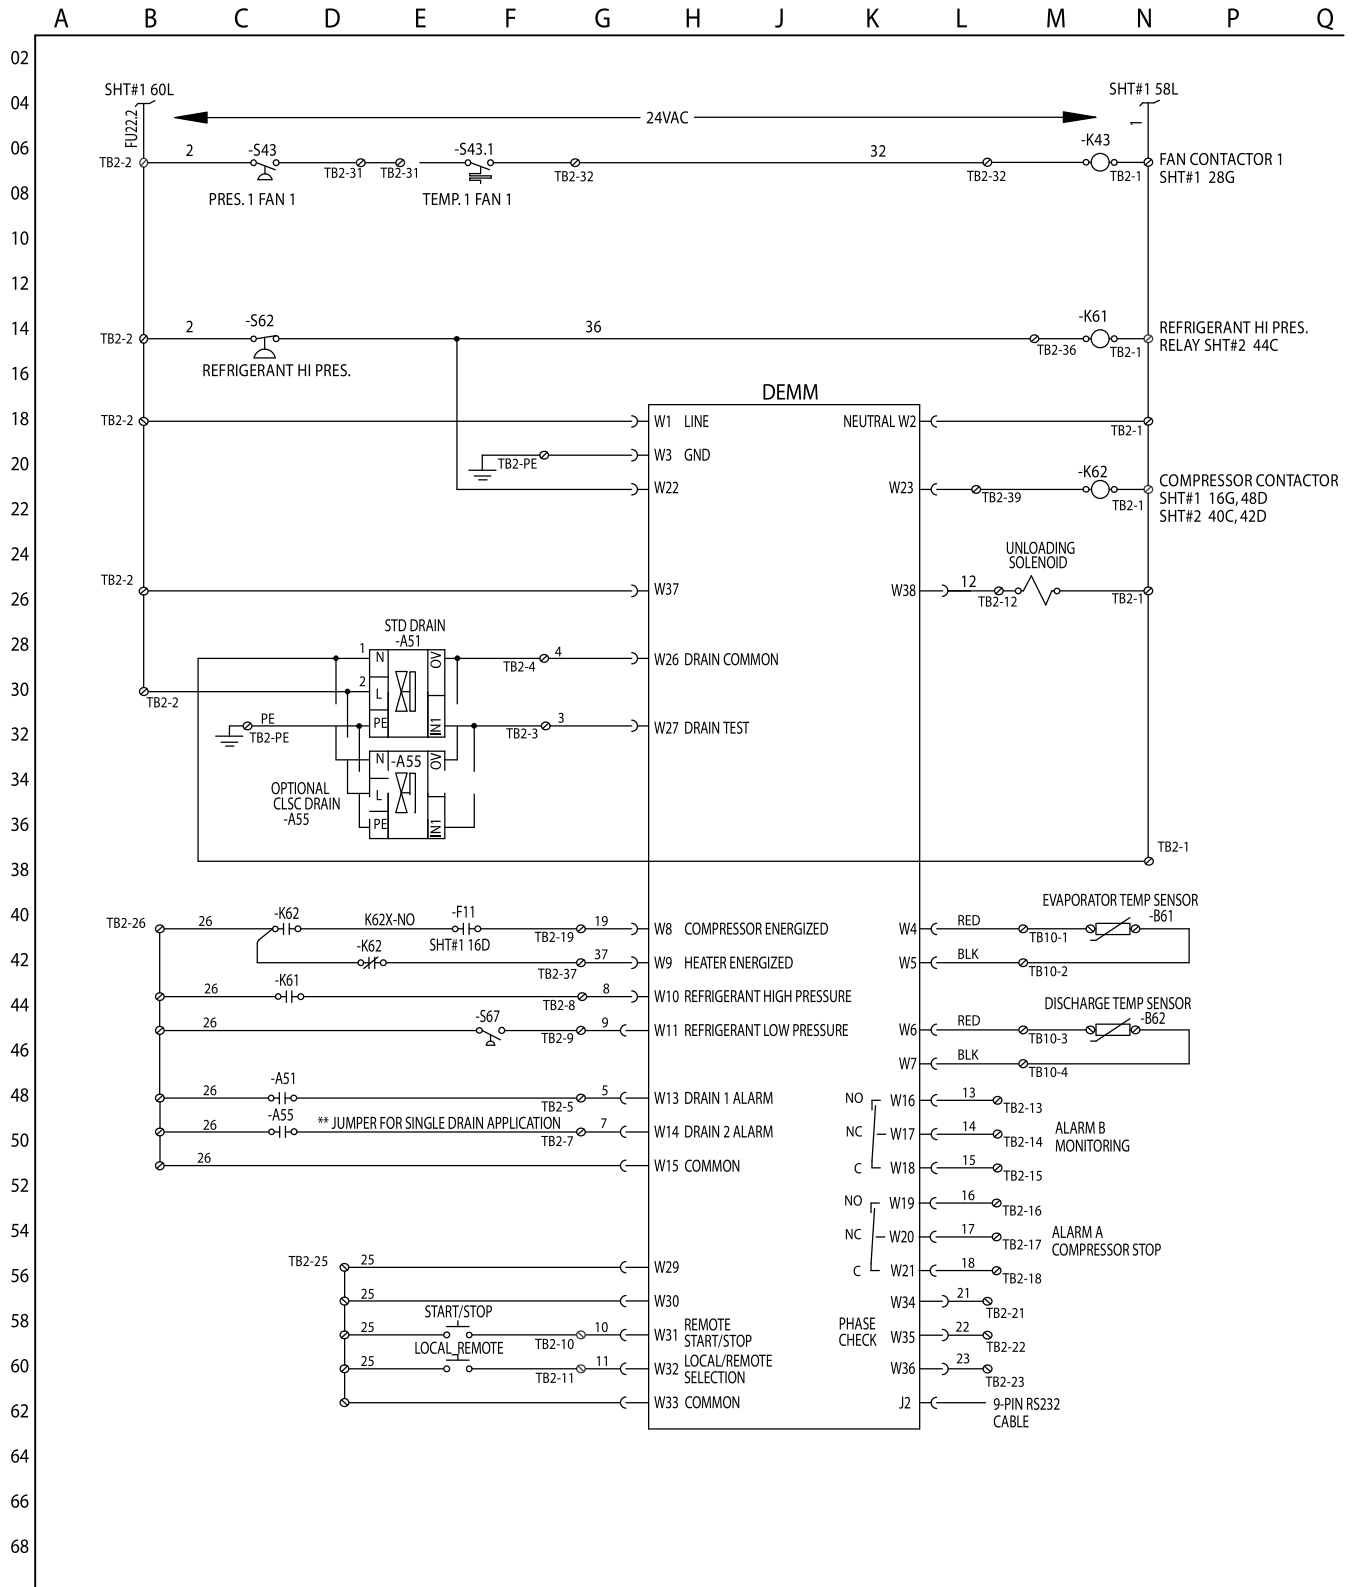 A B C D E F G H J K L M N P Q
02
SHT#1 60L
SHT#1 58L
04
FU22.2
24VAC
1
06
TB2-2
2
-S43
TB2-31
TB2-31
-S43.1
TB2-32
32
TB2-32
-K43
TB2-1
FAN CONTACTOR 1
SHT#1 28G
08
PRES. 1 FAN 1
TEMP. 1 FAN 1
10
12
14
TB2-2
2
-S62
36
TB2-36
-K61
TB2-1
REFRIGERANT HI PRES.
RELAY SHT#2 44C
REFRIGERANT HI PRES.
16
DEMM
18
TB2-2
W1 LINE
NEUTRAL W2
TB2-1
20
TB2-PE
W3 GND
W22
W23
TB2-39
-K62
TB2-1
COMPRESSOR CONTACTOR
SHT#1 16G, 48D
SHT#2 40C, 42D
22
24
UNLOADING
SOLENOID
TB2-2
26
W37
W38
12
TB2-12
TB2-1
28
STD DRAIN
-A51
1
N
OV
TB2-4
4
W26 DRAIN COMMON
30
TB2-2
2
L
32
PE
TB2-PE
PE
IN1
TB2-3
3
W27 DRAIN TEST
34
N
-A55
OV
OPTIONAL
CLSC DRAIN
-A55
L
36
PE
IN1
38
TB2-1
40
TB2-26
26
-K62
K62X-NO
-F11
SHT#1 16D
TB2-19
19
W8 COMPRESSOR ENERGIZED
W4
RED
TB10-1
EVAPORATOR TEMP SENSOR
-B61
42
-K62
TB2-37
37
W9 HEATER ENERGIZED
W5
BLK
TB10-2
44
26
-K61
TB2-8
8
W10 REFRIGERANT HIGH PRESSURE
DISCHARGE TEMP SENSOR
-B62
26
-S67
TB2-9
9
W11 REFRIGERANT LOW PRESSURE
W6
RED
TB10-3
46
W7
BLK
TB10-4
48
26
-A51
TB2-5
5
W13 DRAIN 1 ALARM
NO
W16
13
TB2-13
50
26
-A55
** JUMPER FOR SINGLE DRAIN APPLICATION
TB2-7
7
W14 DRAIN 2 ALARM
NC
W17
14
TB2-14
ALARM B
MONITORING
26
W15 COMMON
C
W18
15
TB2-15
52
NO
W19
16
TB2-16
54
NC
W20
17
TB2-17
ALARM A
COMPRESSOR STOP
56
TB2-25
25
W29
C
W21
18
TB2-18
25
W30
W34
21
TB2-21
58
START/STOP
25
TB2-10
10
W31 REMOTE
START/STOP
PHASE
CHECK
W35
22
TB2-22
60
LOCAL REMOTE
25
TB2-11
11
W32 LOCAL/REMOTE
SELECTION
W36
23
TB2-23
62
W33 COMMON
J2
9-PIN RS232
CABLE
64
66
68